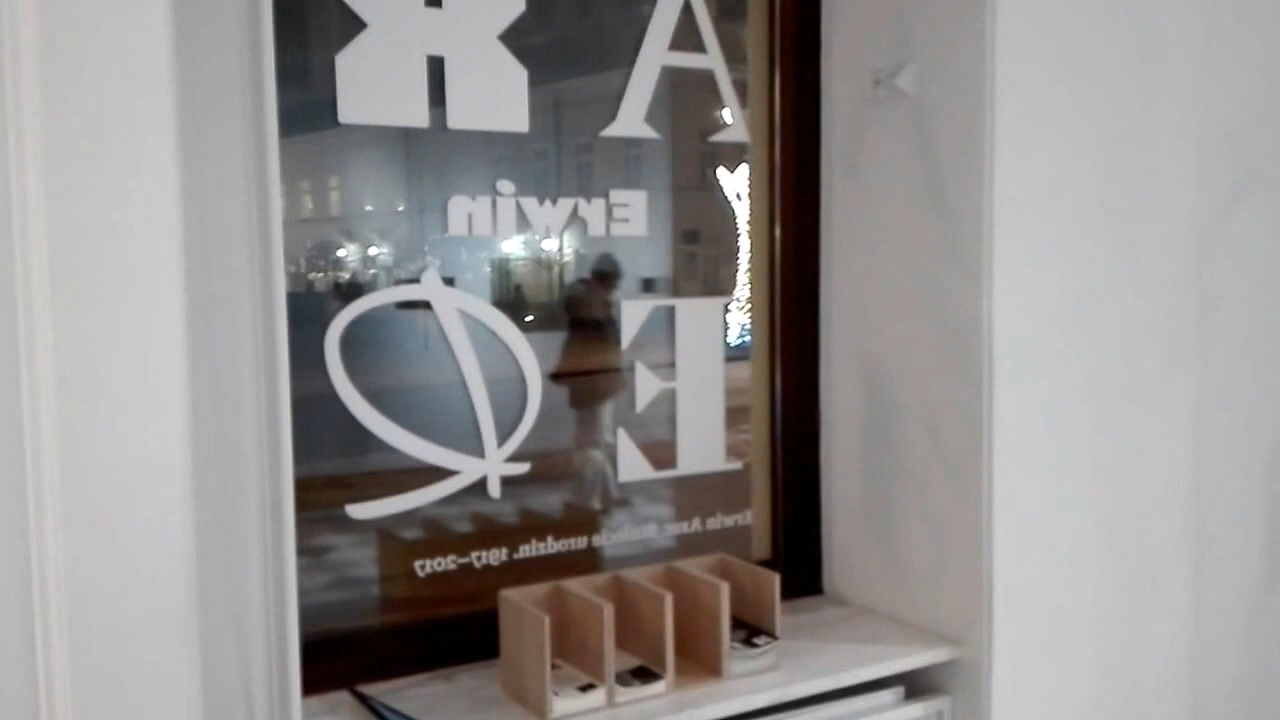 A X
Erwin
E R
Erwin Axer. Stulecie urodzin. 1917–2017